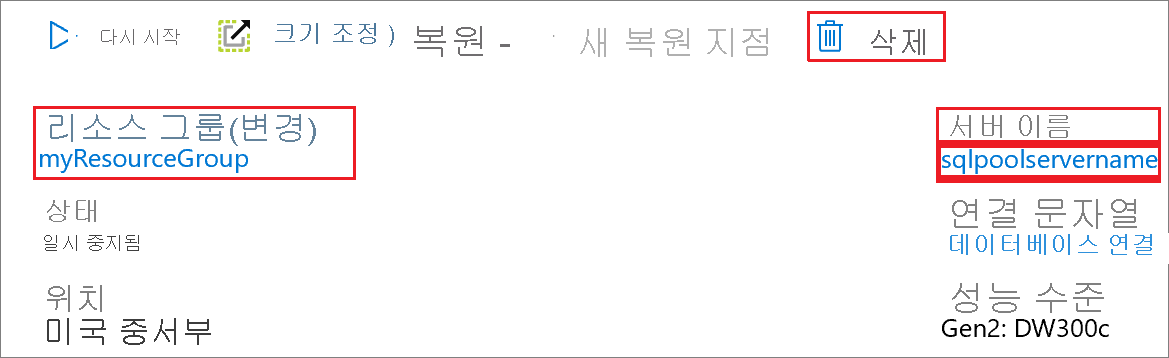 다시 시작 크기 조정 ) 복원 - 새 복원 지점 삭제
리소스 그룹(변경) 서버 이름
myResourceGroup sqlpoolservername
상태 연결 문자열
일시 중지됨 데이터베이스 연결
위치 성능 수준
미국 중서부 Gen2: DW300c